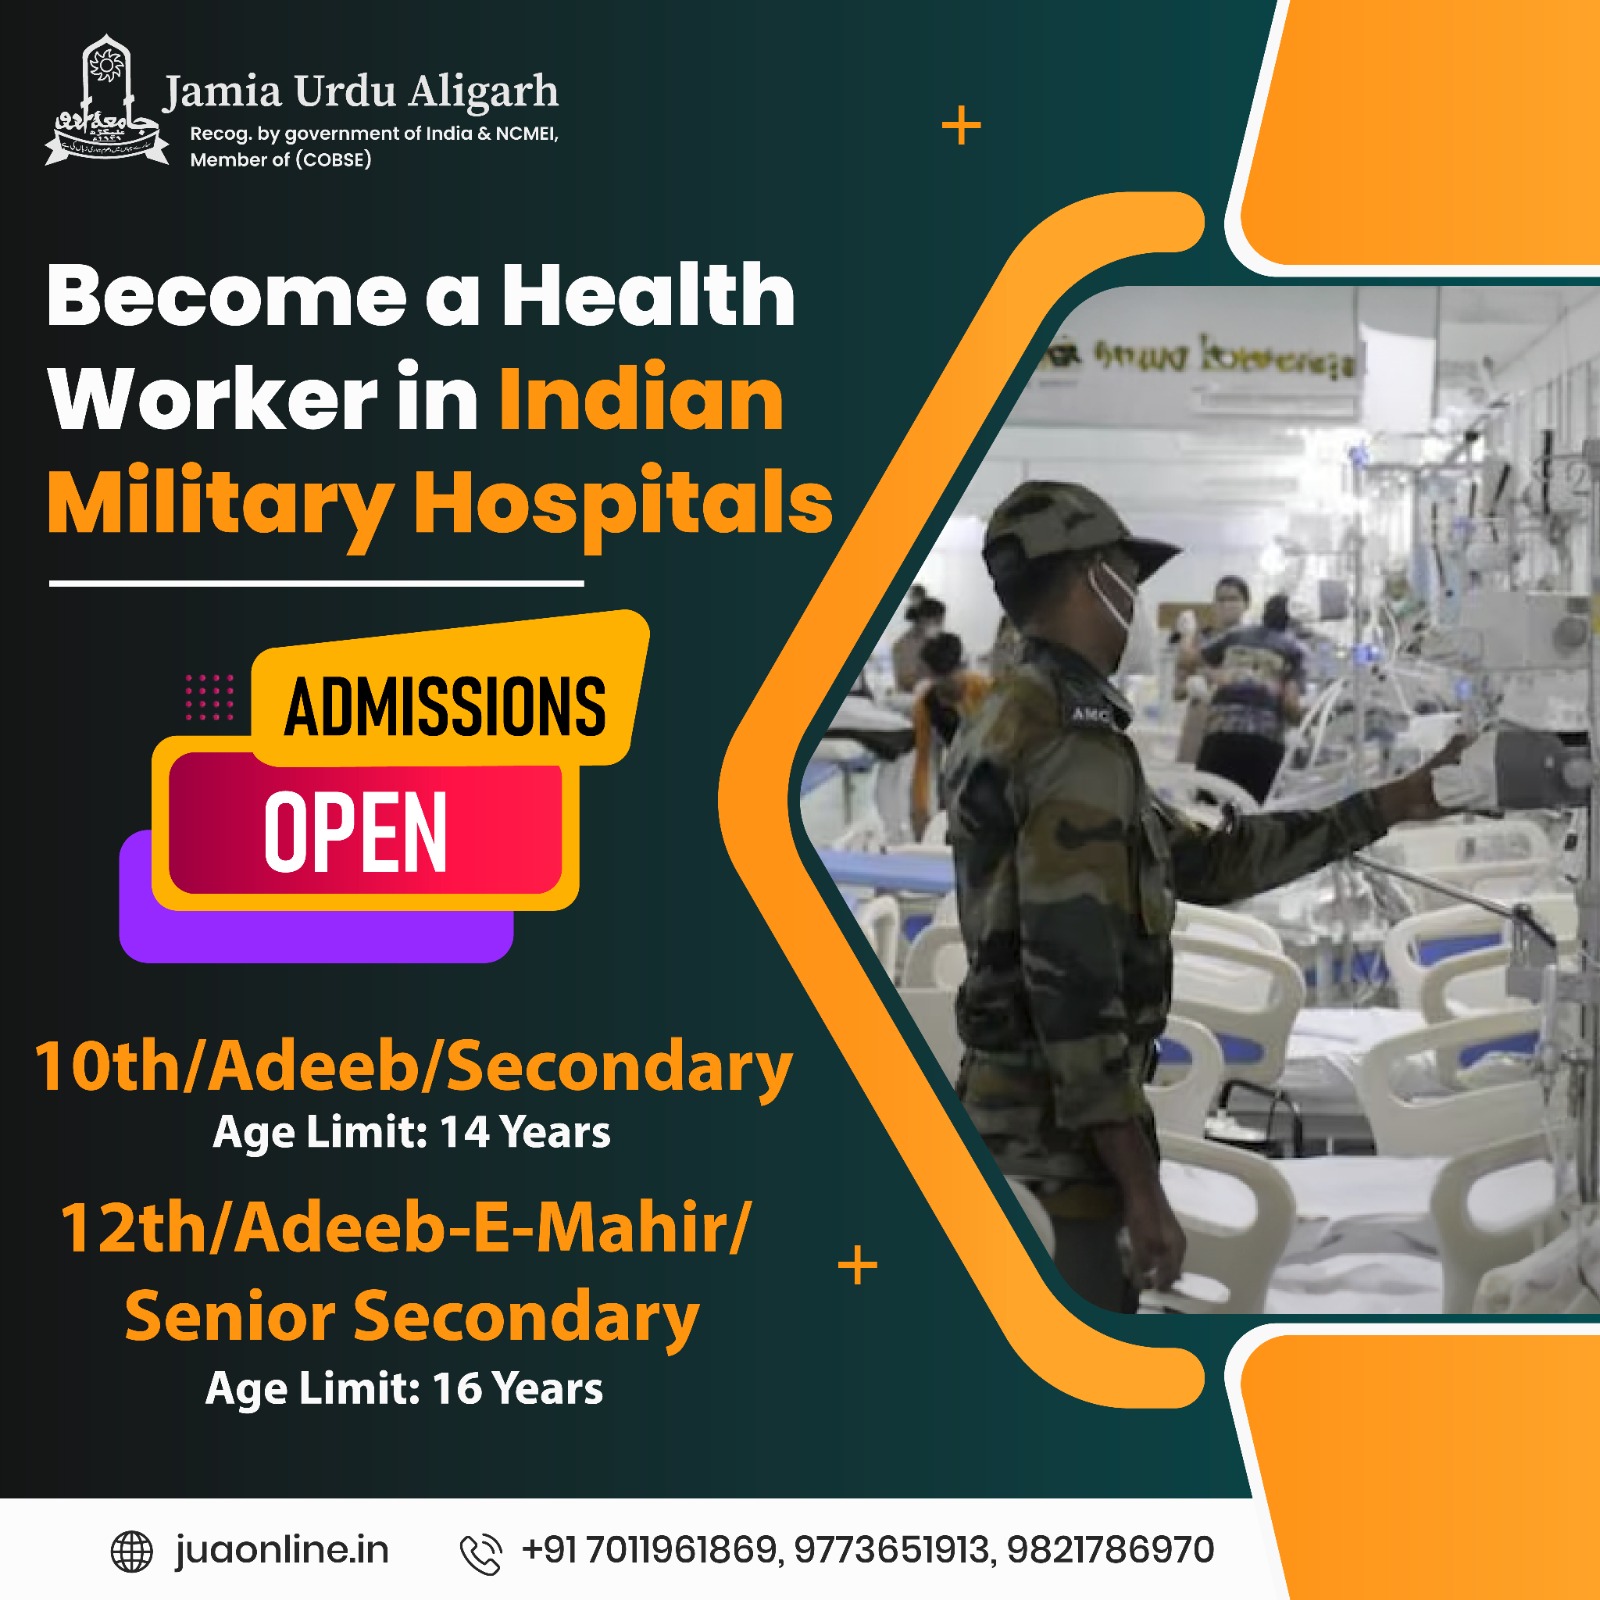 Jamia Urdu Aligarh
Recog. by government of India & NCMEI,
Member of (COBSE)
Become a Health
Worker in Indian
Military Hospitals
ADMISSIONS
OPEN
AMC
10th/Adeeb/Secondary
Age Limit: 14 Years
12th/Adeeb-E-Mahir/
Senior Secondary
Age Limit: 16 Years
juaonline.in
+91 7011961869, 9773651913, 9821786970